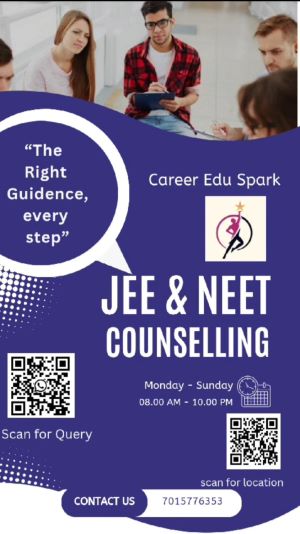 “The
Right
Guidence,
every
step”
Career Edu Spark
JEE & NEET
COUNSELLING
Monday - Sunday
08.00 AM - 10.00 PM
Scan for Query
scan for location
CONTACT US
7015776353